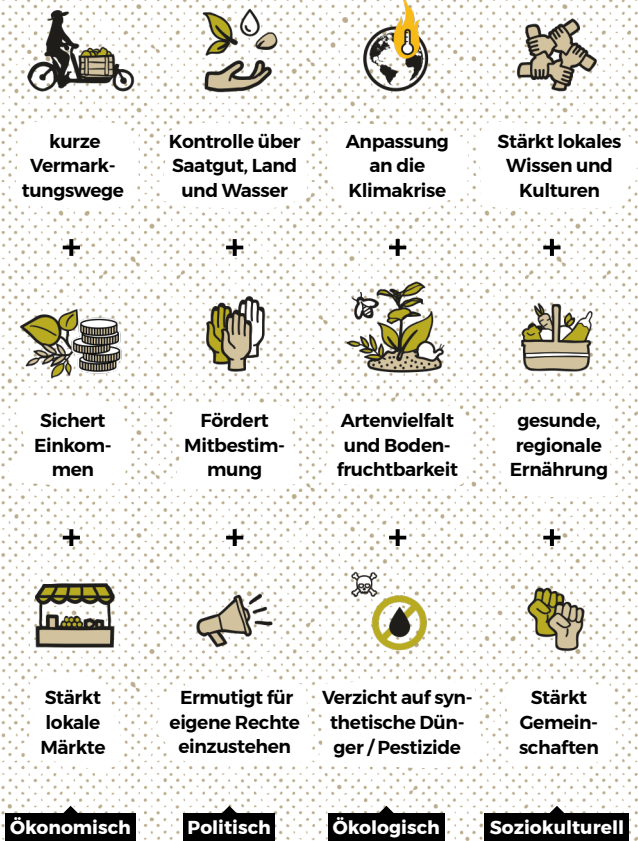 kurze
Vermark-
tungswege
Kontrolle über
Saatgut, Land
und Wasser
Anpassung
an die
Klimakrise
Stärkt lokales
Wissen und
Kulturen
+
+
+
+
Sichert
Einkom-
men
Fördert
Mitbestim-
mung
Artenvielfalt
und Boden-
fruchtbarkeit
gesunde,
regionale
Ernährung
+
+
+
+
Stärkt
lokale
Märkte
Ermutigt für
eigene Rechte
einzustehen
Verzicht auf syn-
thetische Dün-
ger / Pestizide
Stärkt
Gemein-
schaften
Ökonomisch
Politisch
Ökologisch
Soziokulturell